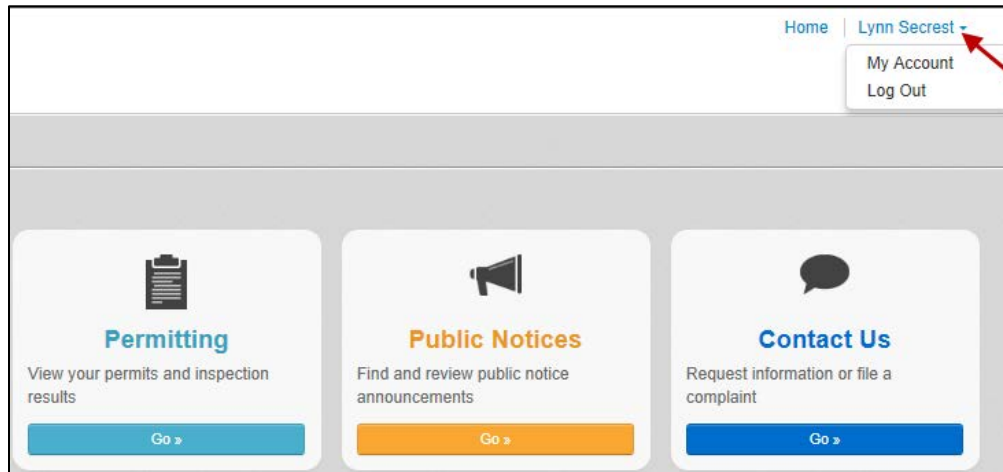 Home
Lynn Secrest
My Account
Log Out
Permitting
View your permits and inspection
results
Go »
Public Notices
Find and review public notice
announcements
Go »
Contact Us
Request information or file a
complaint
Go »